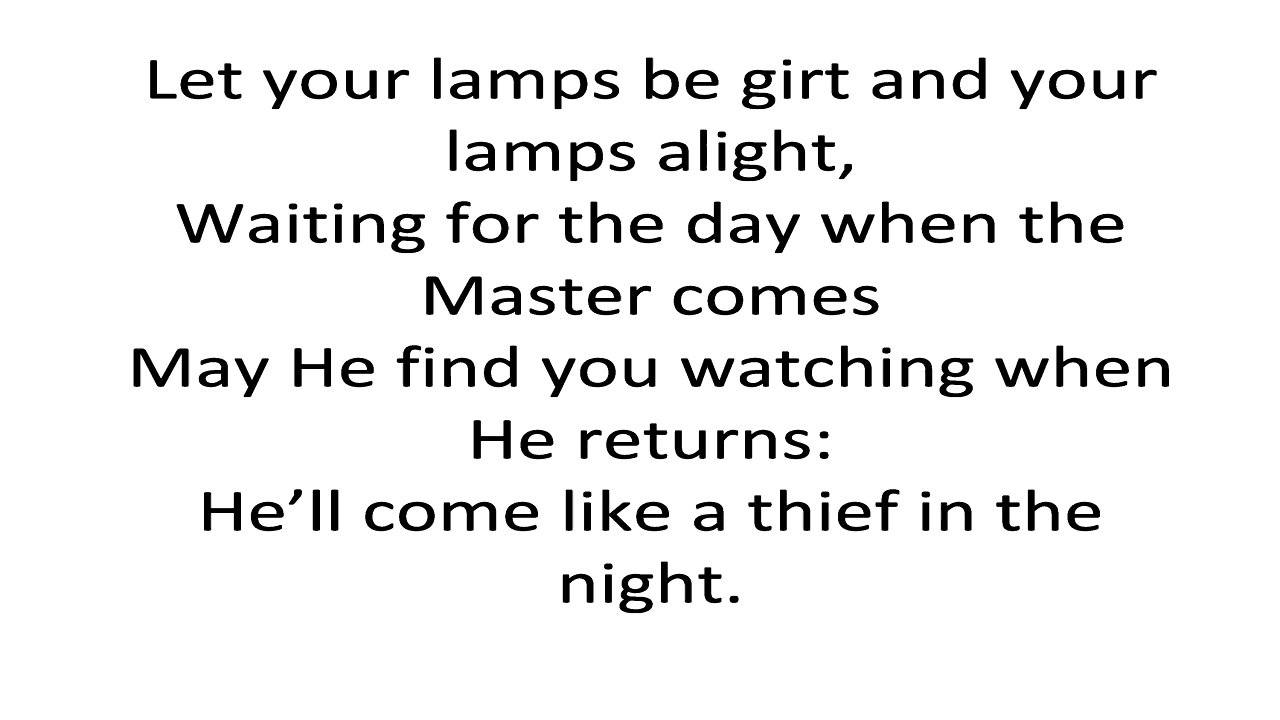 Let your lamps be girt and your
lamps alight,
Waiting for the day when the
Master comes
May He find you watching when
He returns:
He’ll come like a thief in the
night.